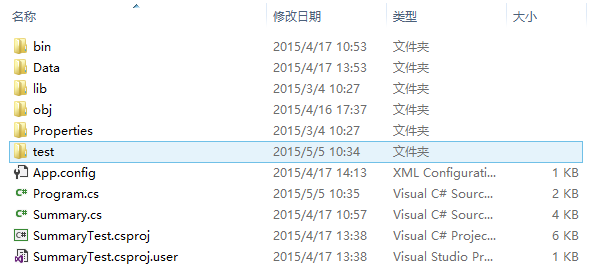 名称 修改日期 类型 大小
bin 2015/4/17 10:53 文件夹
Data 2015/4/17 13:53 文件夹
lib 2015/3/4 10:27 文件夹
obj 2015/4/16 17:37 文件夹
Properties 2015/3/4 10:27 文件夹
test 2015/5/5 10:34 文件夹
App.config 2015/4/17 14:13 XML Configurati... 1 KB
Program.cs 2015/5/5 10:35 Visual C# Sourc... 2 KB
Summary.cs 2015/4/17 10:57 Visual C# Sourc... 4 KB
SummaryTest.csproj 2015/4/17 13:38 Visual C# Projec... 6 KB
SummaryTest.csproj.user 2015/4/17 13:38 Visual Studio Pr... 1 KB